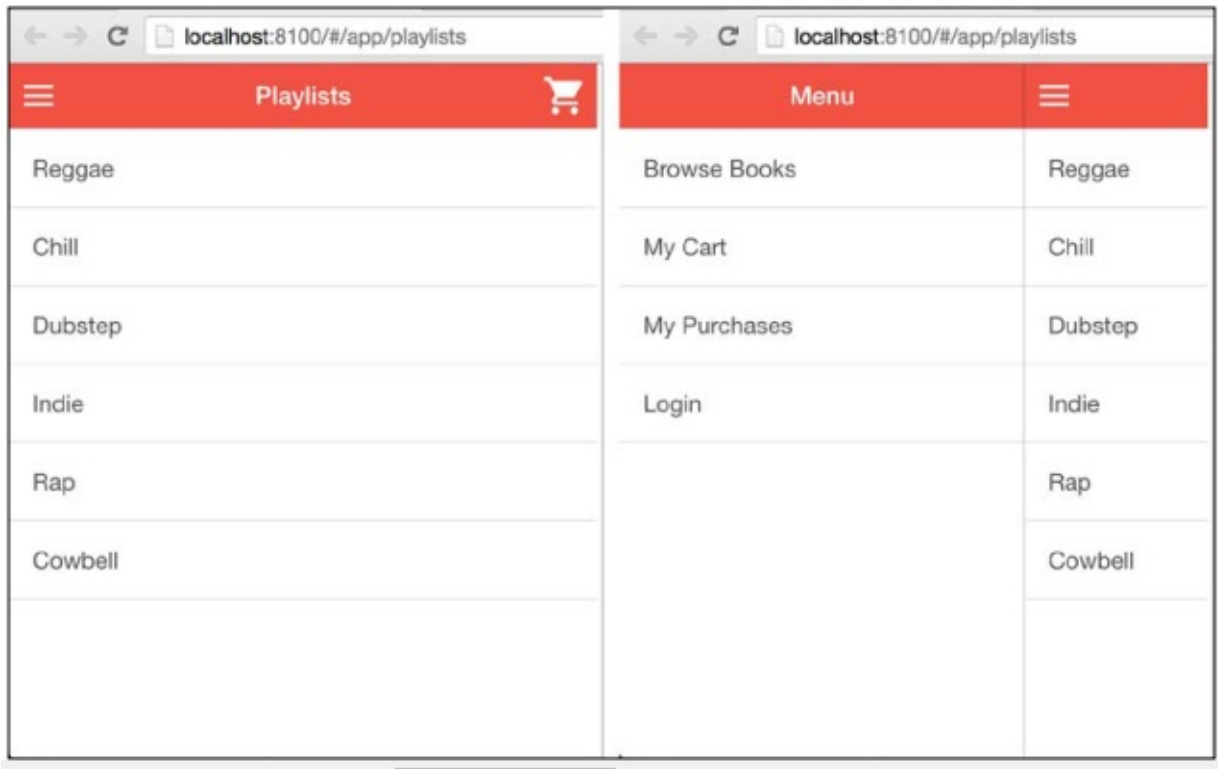 localhost:8100/#/app/playlists
Playlists
Reggae
Chill
Dubstep
Indie
Rap
Cowbell
localhost:8100/#/app/playlists
Menu
Browse Books
My Cart
My Purchases
Login
Reggae
Chill
Dubstep
Indie
Rap
Cowbell